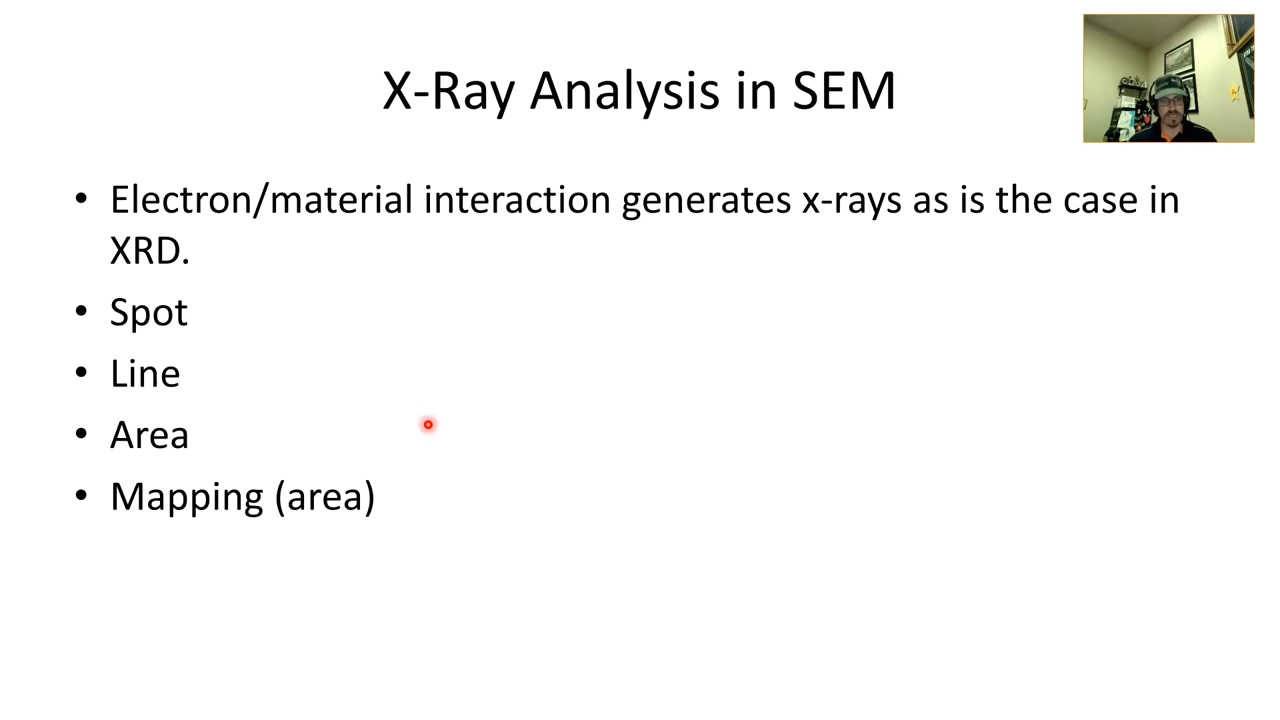 X-Ray Analysis in SEM
• Electron/material interaction generates x-rays as is the case in
XRD.
• Spot
• Line
• Area
• Mapping (area)